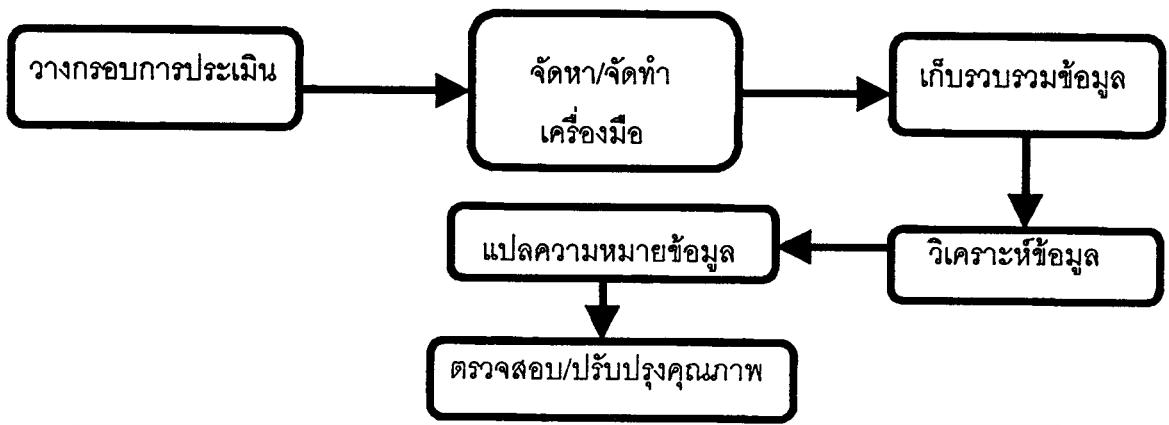 วางกรอบการประเมิน
จัดหา/จัดทำ
เครื่องมือ
เก็บรวบรวมข้อมูล
วิเคราะห์ข้อมูล
แปลความหมายข้อมูล
ตรวจสอบ/ปรับปรุงคุณภาพ